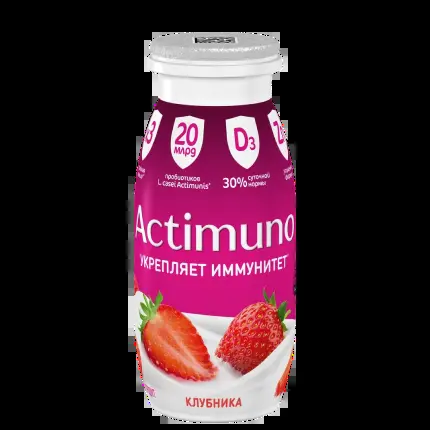 20
МЛРД
пробиотиков
L. casei Actimunis*
D3
30% суточной
нормы
Actimuno
УКРЕПЛЯЕТ ИММУНИТЕТ*
КЛУБНИКА